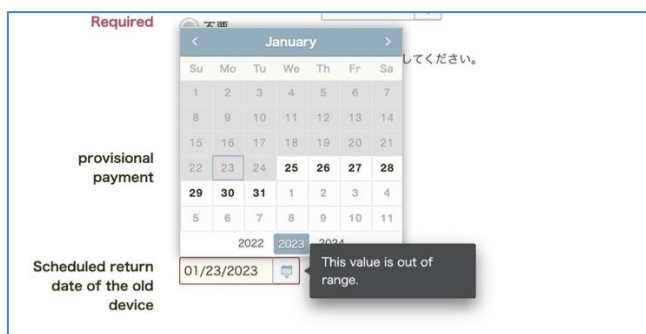 Required
不要
January
してください。
Su Mo Tu We Th Fr Sa
1 2 3 4 5 6 7
8 9 10 11 12 13 14
15 16 17 18 19 20 21
22 23 24 25 26 27 28
29 30 31 1 2 3 4
5 6 7 8 9 10 11
2022 2023 2024
provisional
payment
Scheduled return
date of the old
device
01/23/2023
This value is out of
range.